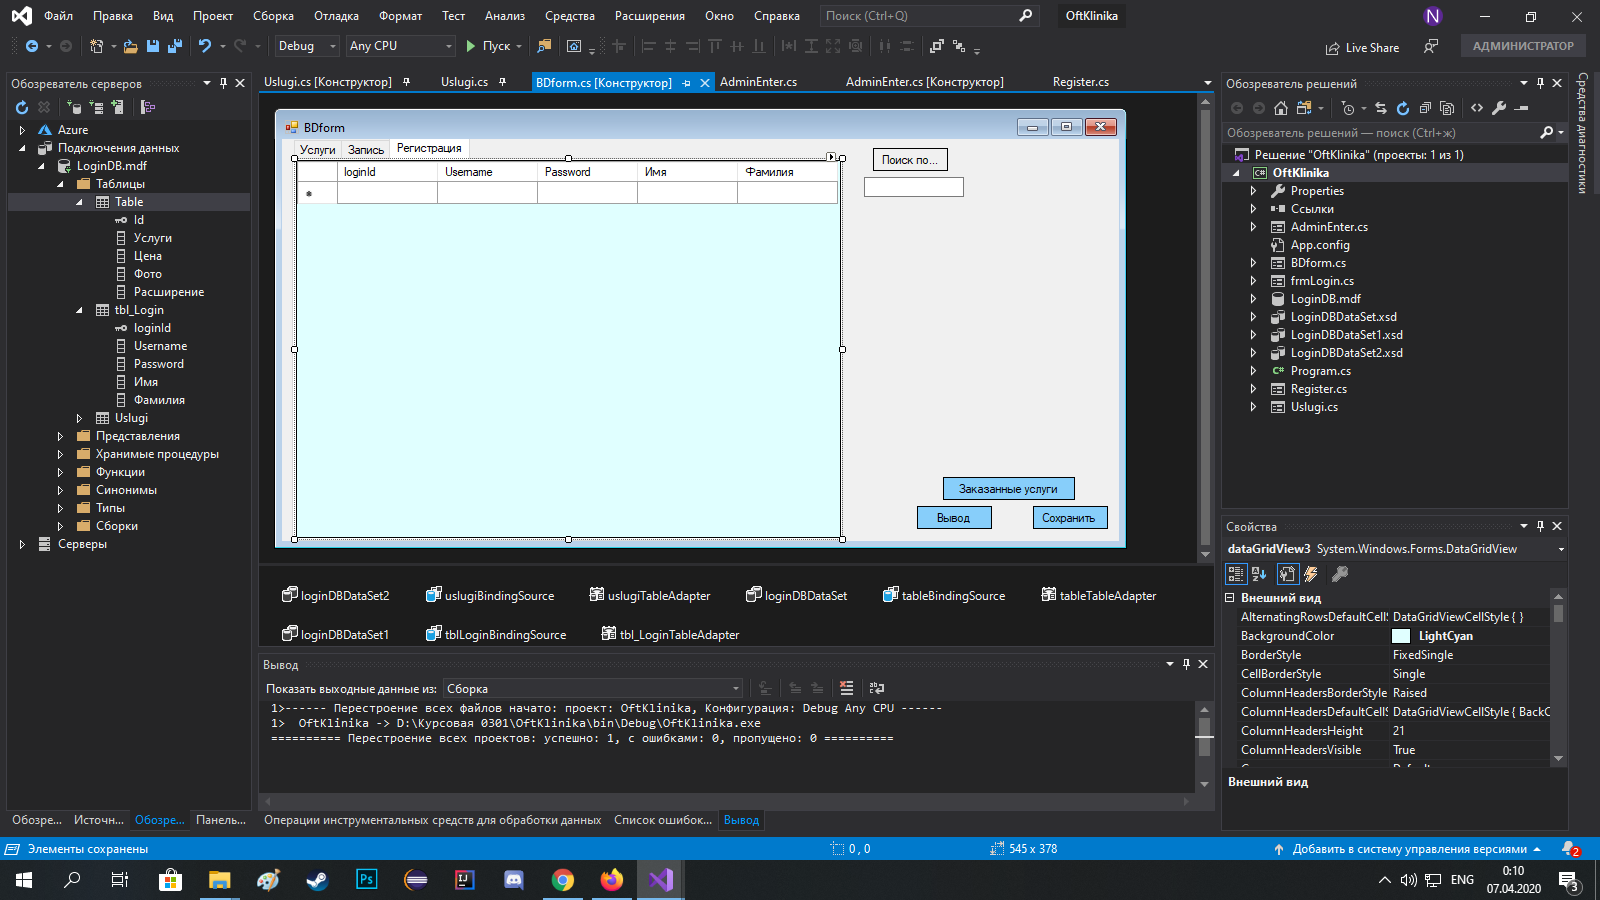 Файл Правка Вид Проект Сборка Отладка Формат Тест Анализ Средства Расширения Окно Справка Поиск (Ctrl+Q) OftKlinika N
Debug Any CPU Пуск Live Share АДМИНИСТРАТОР
Обозреватель серверов
Azure
Подключения данных
LoginDB.mdf
Таблицы
Table
Id
Услуги
Цена
Фото
Расширение
tbl_Login
loginId
Username
Password
Имя
Фамилия
Uslugi
Представления
Хранимые процедуры
Функции
Синонимы
Типы
Сборки
Серверы
Обозре... Источн... Обозре... Панель...
Uslugi.cs [Конструктор] Uslugi.cs BDform.cs [Конструктор] AdminEnter.cs AdminEnter.cs [Конструктор] Register.cs
BDform
Услуги Запись Регистрация
loginId Username Password Имя Фамилия
Поиск по...
Заказанные услуги
Вывод Сохранить
loginDBDataSet2 uslugiBindingSource uslugiTableAdapter loginDBDataSet tableBindingSource tableTableAdapter
loginDBDataSet1 tblLoginBindingSource tbl_LoginTableAdapter
Вывод
Показать выходные данные из: Сборка
1>------ Перестроение всех файлов начато: проект: OftKlinika, Конфигурация: Debug Any CPU ------
1>  OftKlinika -> D:\Курсовая 0301\OftKlinika\bin\Debug\OftKlinika.exe
========== Перестроение всех проектов: успешно: 1, с ошибками: 0, пропущено: 0 ==========
Операции инструментальных средств для обработки данных Список ошибок... Вывод
Обозреватель решений
Обозреватель решений — поиск (Ctrl+ж)
Решение "OftKlinika" (проекты: 1 из 1)
OftKlinika
Properties
Ссылки
AdminEnter.cs
App.config
BDform.cs
frmLogin.cs
LoginDB.mdf
LoginDBDataSet.xsd
LoginDBDataSet1.xsd
LoginDBDataSet2.xsd
Program.cs
Register.cs
Uslugi.cs
Средства диагностики
Свойства
dataGridView3 System.Windows.Forms.DataGridView
Внешний вид
AlternatingRowsDefaultCellS DataGridViewCellStyle { }
BackgroundColor LightCyan
BorderStyle FixedSingle
CellBorderStyle Single
ColumnHeadersBorderStyle Raised
ColumnHeadersDefaultCellS DataGridViewCellStyle { BackC
ColumnHeadersHeight 21
ColumnHeadersVisible True
Внешний вид
Элементы сохранены 0 , 0 545 x 378 Добавить в систему управления версиями 2
Ps IJ ENG 0:10
07.04.2020 3